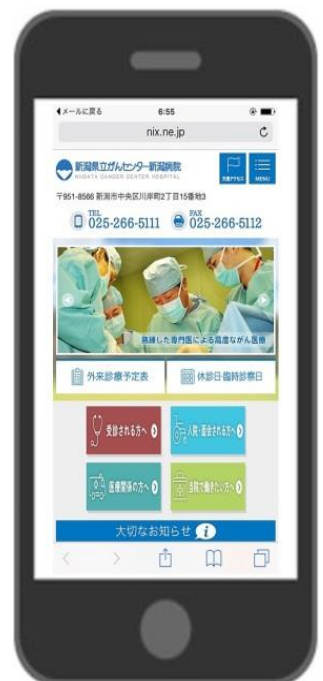 メールに戻る 6:55
nix.ne.jp
新潟県立がんセンター新潟病院
NIIGATA CANCER CENTER HOSPITAL
交通アクセス MENU
〒951-8566 新潟市中央区川岸町2丁目15番地3
TEL 025-266-5111 FAX 025-266-5112
熟練した専門医による高度ながん医療
外来診療予定表 休診日・臨時診察日
受診される方へ 入院・面会される方へ
医療関係の方へ 当院で働きたい方へ
大切なお知らせ i